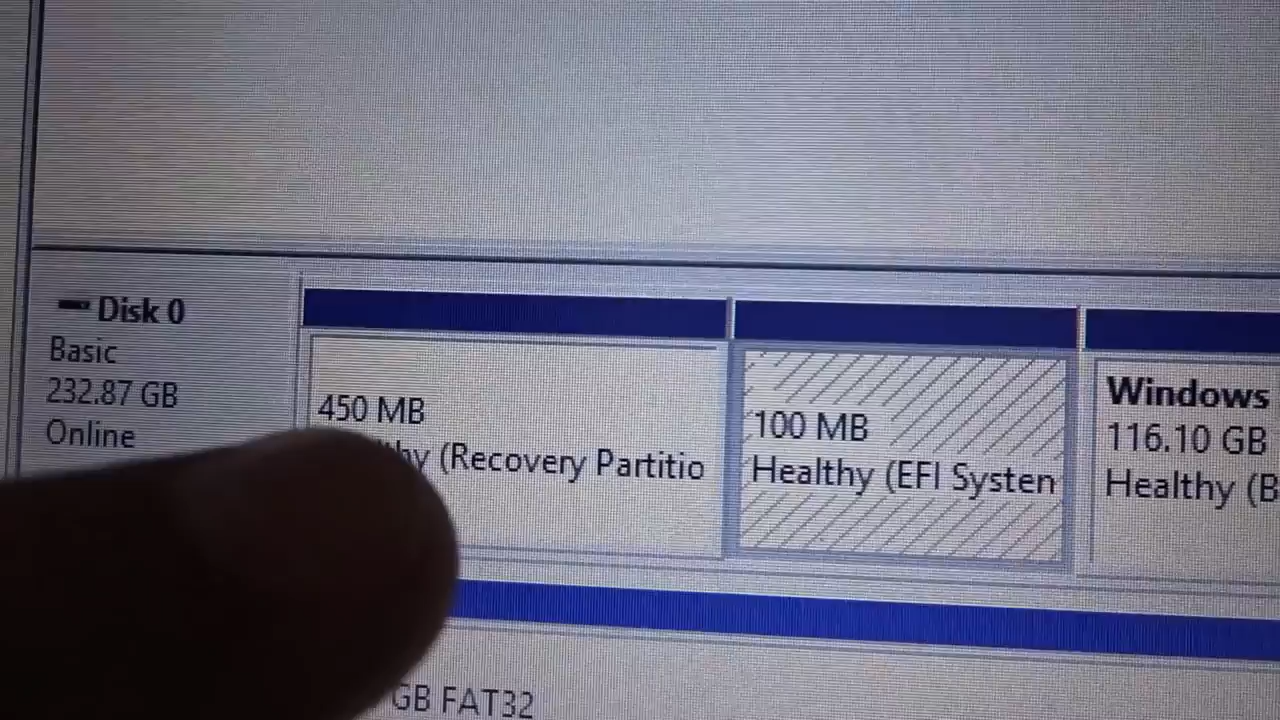 Disk 0
Basic
232.87 GB
Online
450 MB
(Recovery Partitio
100 MB
Healthy (EFI System
Windows
116.10 GB
Healthy (B
GB FAT32